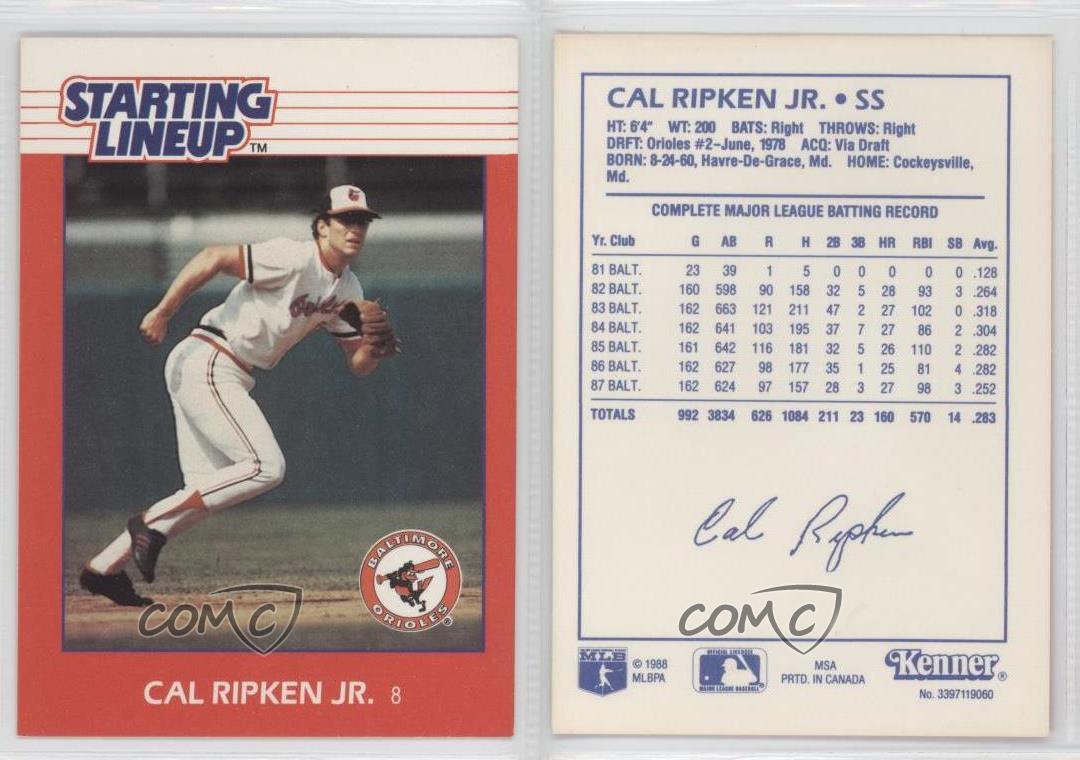 STARTING
LINEUP TM
Orioles
BALTIMORE
ORIOLES ®
COMC
CAL RIPKEN JR. 8
CAL RIPKEN JR. • SS
HT: 6'4" WT: 200 BATS: Right THROWS: Right
DRFT: Orioles #2-June, 1978 ACQ: Via Draft
BORN: 8-24-60, Havre-De-Grace, Md. HOME: Cockeysville,
Md.
COMPLETE MAJOR LEAGUE BATTING RECORD
Yr. Club G AB R H 2B 3B HR RBI SB Avg.
81 BALT. 23 39 1 5 0 0 0 0 0 .128
82 BALT. 160 598 90 158 32 5 28 93 3 .264
83 BALT. 162 663 121 211 47 2 27 102 0 .318
84 BALT. 162 641 103 195 37 7 27 86 2 .304
85 BALT. 161 642 116 181 32 5 26 110 2 .282
86 BALT. 162 627 98 177 35 1 25 81 4 .282
87 BALT. 162 624 97 157 28 3 27 98 3 .252
TOTALS 992 3834 626 1084 211 23 160 570 14 .283
Cal Ripken
COMC
MLB
© 1988
MLBPA
OFFICIAL LICENSEE
MAJOR LEAGUE BASEBALL
MSA
PRTD. IN CANADA
Kenner ®
No. 3397119060